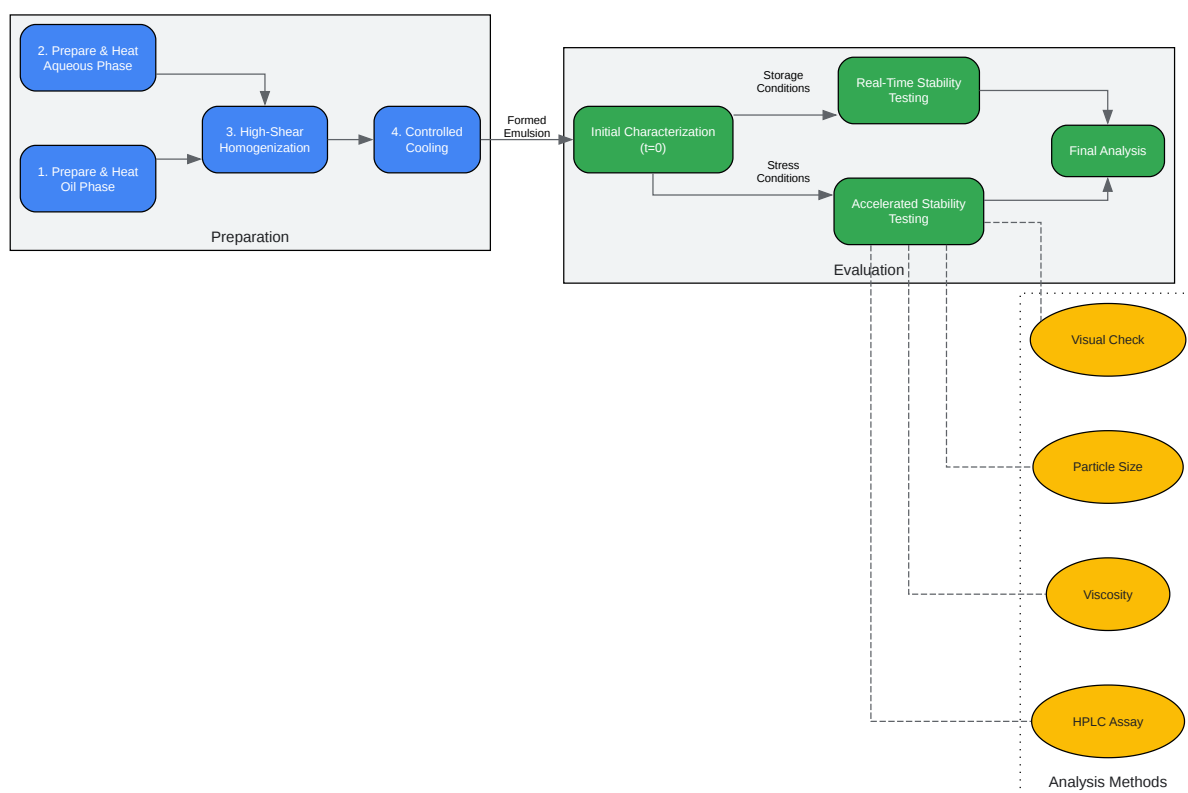 2. Prepare & Heat
Aqueous Phase
1. Prepare & Heat
Oil Phase
3. High-Shear
Homogenization
4. Controlled
Cooling
Preparation
Formed
Emulsion
Initial Characterization
(t=0)
Storage
Conditions
Stress
Conditions
Real-Time Stability
Testing
Accelerated Stability
Testing
Final Analysis
Evaluation
Visual Check
Particle Size
Viscosity
HPLC Assay
Analysis Methods